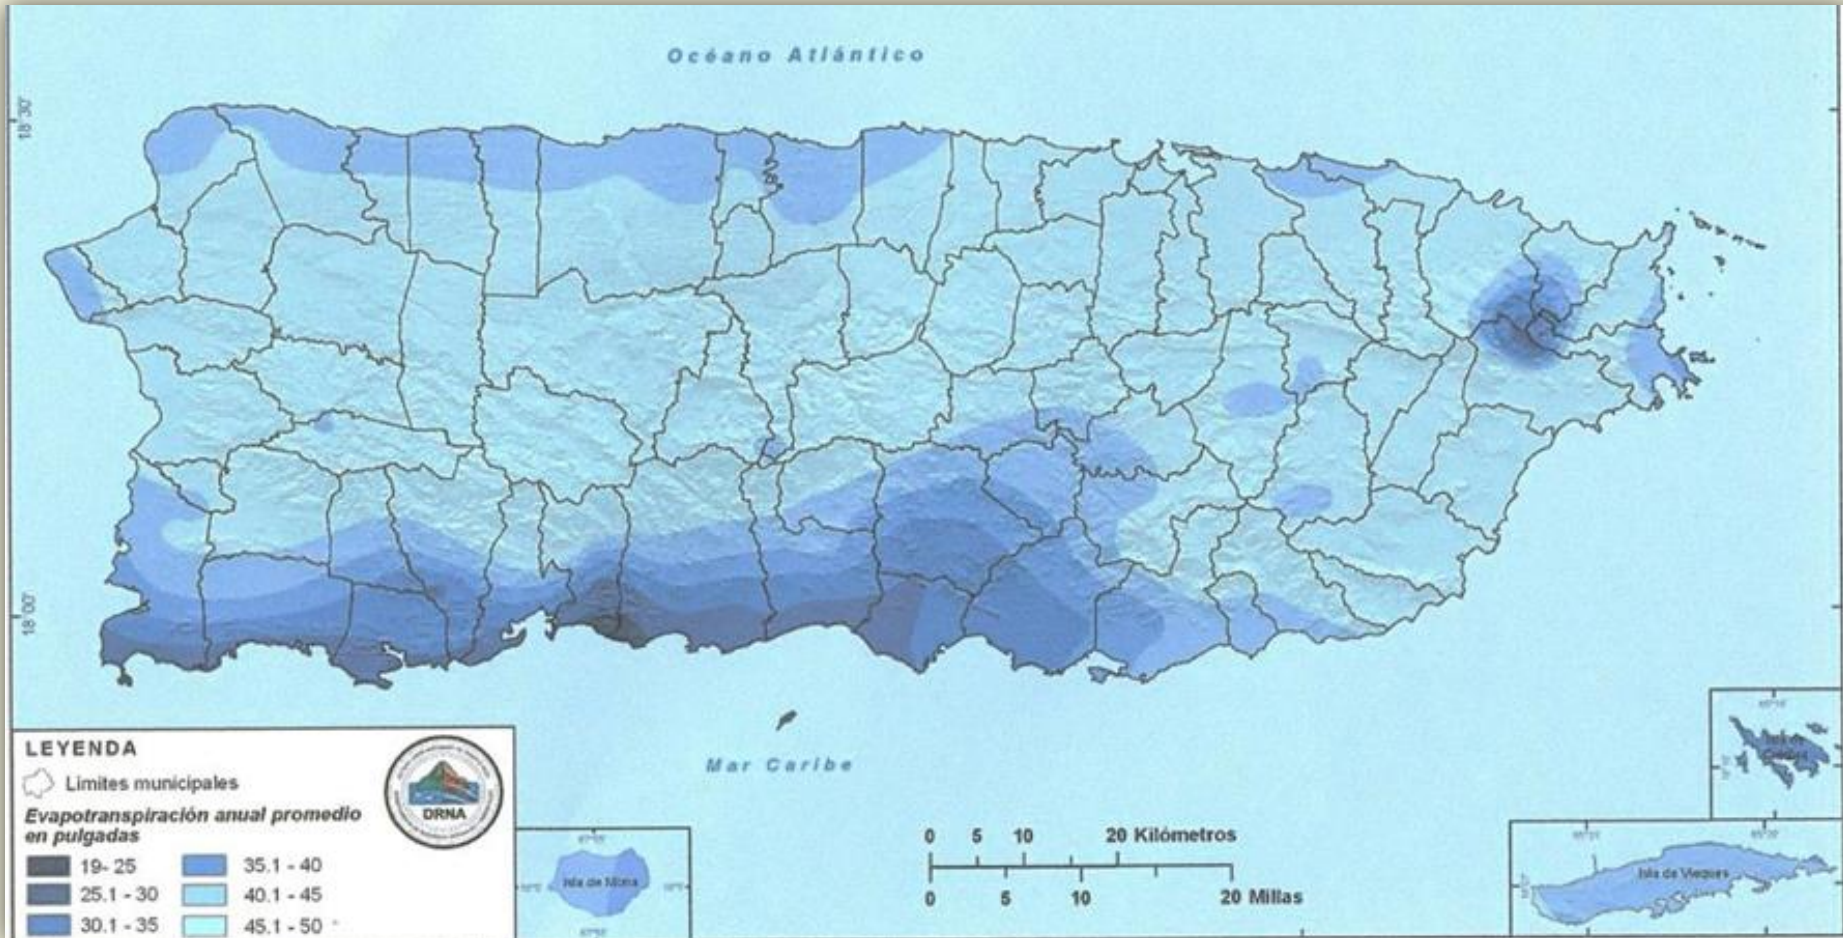 Océano Atlántico
18°30'
18°00'
Mar Caribe
LEYENDA
Limites municipales
Evapotranspiración anual promedio
en pulgadas
19- 25
25.1 - 30
30.1 - 35
35.1 - 40
40.1 - 45
45.1 - 50
DRNA
Isla de Mona
0 5 10 20 Kilómetros
0 5 10 20 Millas
Isla de Vieques